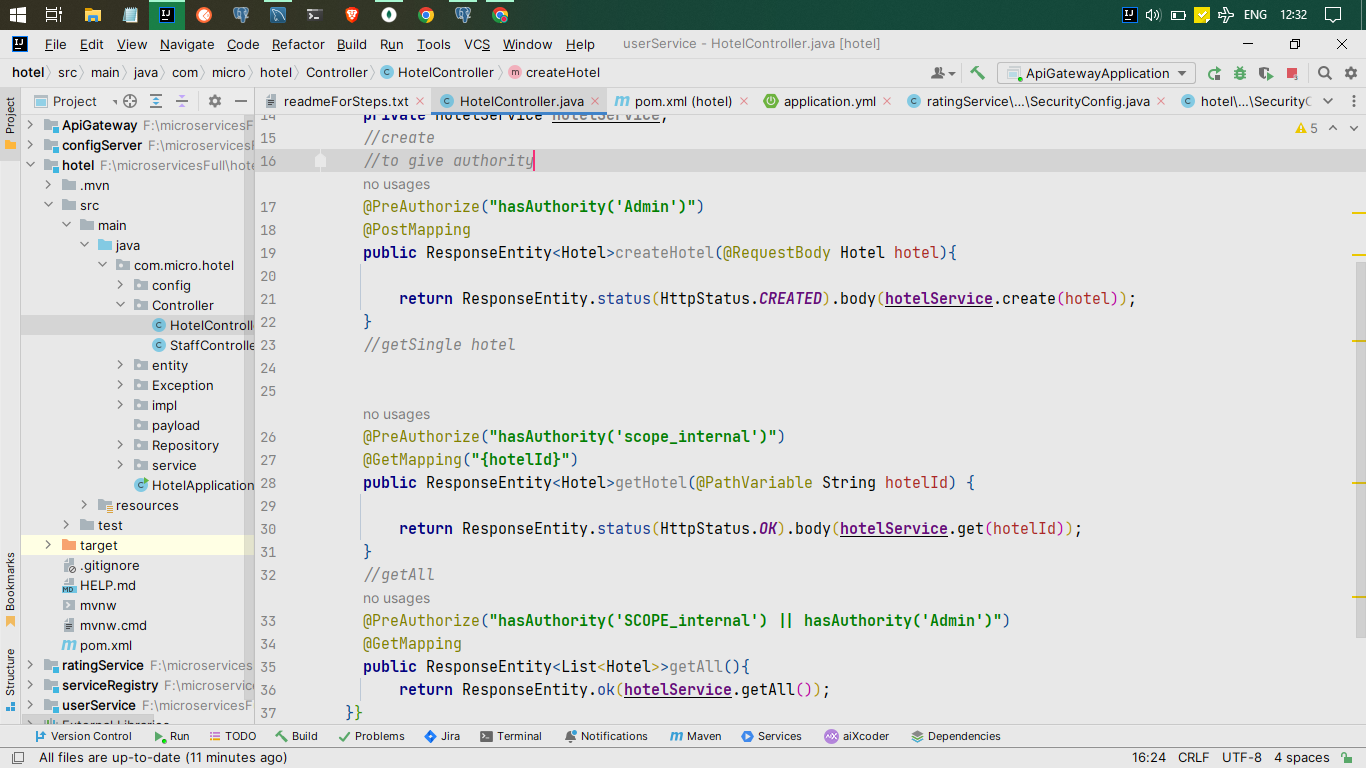 ENG 12:32
File Edit View Navigate Code Refactor Build Run Tools VCS Window Help userService - HotelController.java [hotel]
hotel src main java com micro hotel Controller HotelController createHotel
ApiGatewayApplication
Project
Project
readmeForSteps.txt HotelController.java pom.xml (hotel) application.yml ratingService\...\SecurityConfig.java hotel\...\SecurityC
ApiGateway F:\microservicesF
configServer F:\microservicesF
hotel F:\microservicesFull\hote
.mvn
src
main
java
com.micro.hotel
config
Controller
HotelControll
StaffControlle
entity
Exception
impl
payload
Repository
service
HotelApplication
resources
test
target
.gitignore
HELP.md
mvnw
mvnw.cmd
pom.xml
ratingService F:\microservices
serviceRegistry F:\microservice
userService F:\microservicesF
External Libraries
Bookmarks
Structure
5
14 private HotelService hotelService;
15 //create
16 //to give authority
no usages
17 @PreAuthorize("hasAuthority('Admin')")
18 @PostMapping
19 public ResponseEntity<Hotel>createHotel(@RequestBody Hotel hotel){
20
21 return ResponseEntity.status(HttpStatus.CREATED).body(hotelService.create(hotel));
22 }
23 //getSingle hotel
24
25
no usages
26 @PreAuthorize("hasAuthority('scope_internal')")
27 @GetMapping("{hotelId}")
28 public ResponseEntity<Hotel>getHotel(@PathVariable String hotelId) {
29
30 return ResponseEntity.status(HttpStatus.OK).body(hotelService.get(hotelId));
31 }
32 //getAll
no usages
33 @PreAuthorize("hasAuthority('SCOPE_internal') || hasAuthority('Admin')")
34 @GetMapping
35 public ResponseEntity<List<Hotel>>getAll(){
36 return ResponseEntity.ok(hotelService.getAll());
37 }}
Version Control Run TODO Build Problems Jira Terminal Notifications Maven Services aiXcoder Dependencies
All files are up-to-date (11 minutes ago) 16:24 CRLF UTF-8 4 spaces